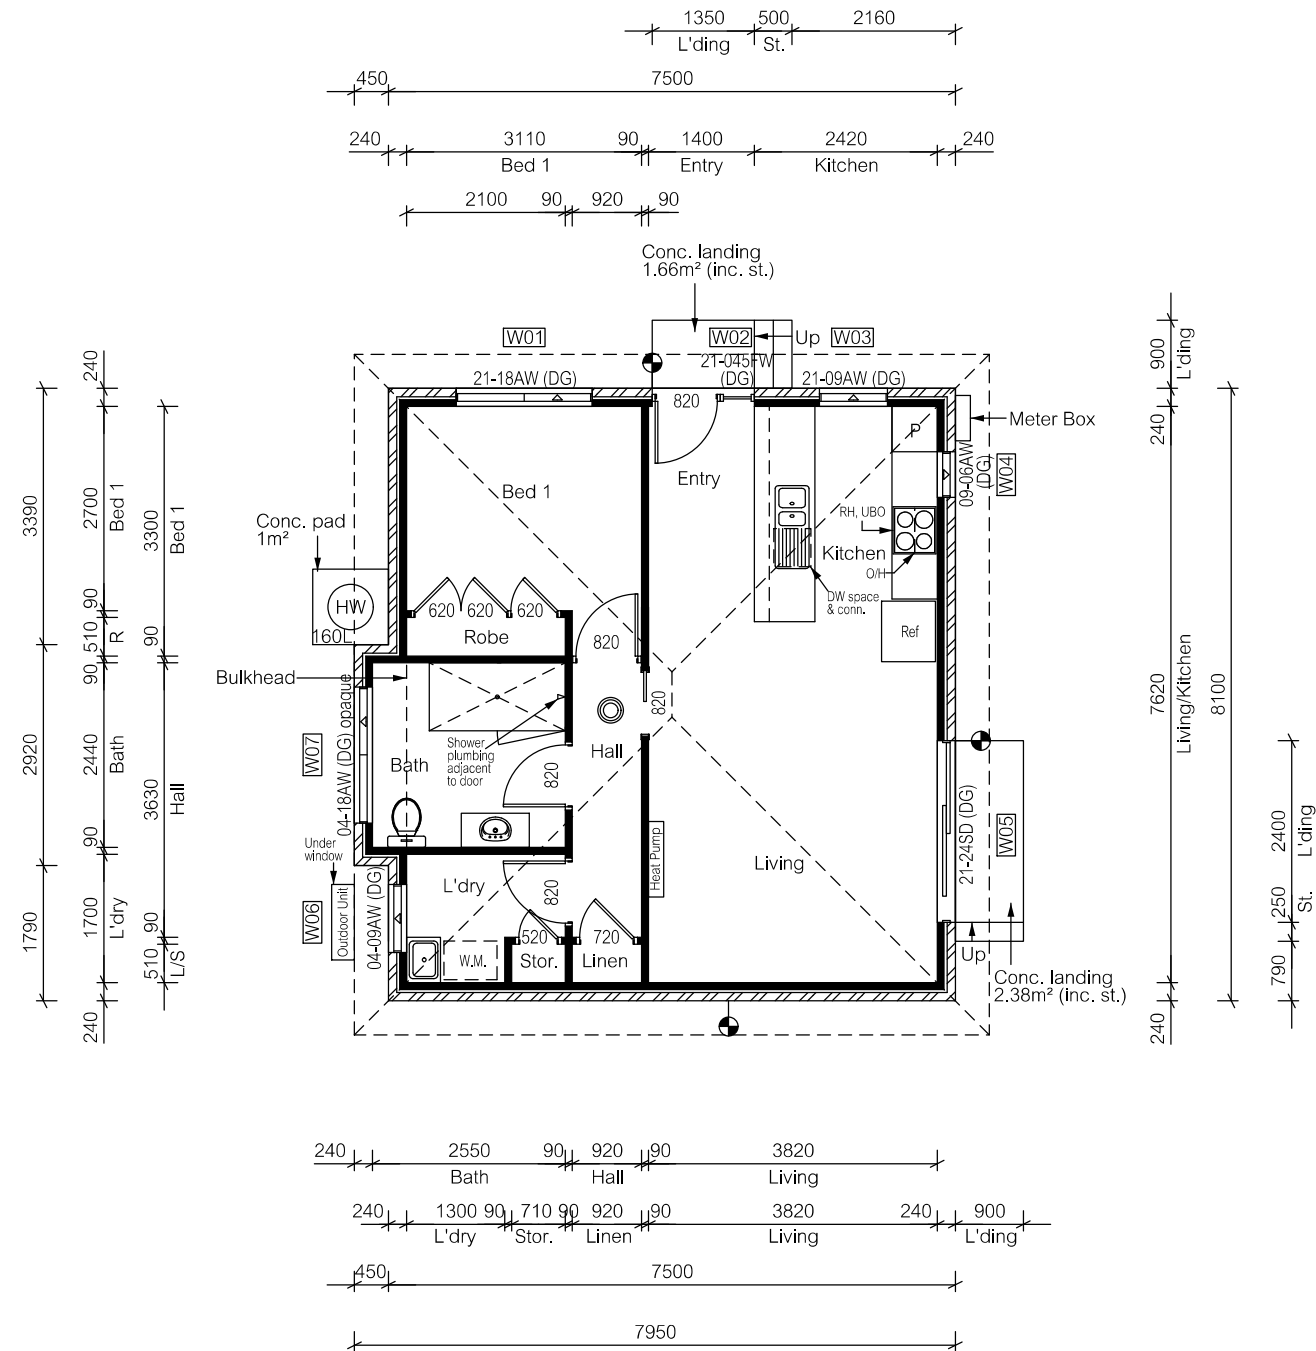 1350 500 2160
L'ding St.
450 7500
240 3110 90 1400 2420 240
Bed 1 Entry Kitchen
2100 90 920 90
Conc. landing
1.66m² (inc. st.)
W01 W02 Up W03
21-18AW (DG)
21-045FW
(DG)
21-09AW (DG)
820
P
Meter Box
09-06AW
(DG)
W04
Entry
Bed 1
RH, UBO
Kitchen
O/H
DW space
& conn.
Ref
Conc. pad
1m²
HW
160L
620 620 620
Robe
820
Bulkhead
820
Hall
Shower
plumbing
adjacent
to door
Bath
820
W07
04-18AW (DG) opaque
Under
window
Outdoor Unit
W06
04-09AW (DG)
L'dry
820
Heat Pump
Living
21-24SD (DG)
W05
520 720
W.M. Stor. Linen
Up
Conc. landing
2.38m² (inc. st.)
3390
2920
1790
240
2700
Bed 1
90
510
R
90
2440
Bath
90
1700
L'dry
240
3300
Bed 1
90
3630
Hall
90
510
L/S
900
L'ding
240
7620
Living/Kitchen
240
8100
2400
L'ding
250
St.
790
240 2550 90 920 90 3820
Bath Hall Living
240 1300 90 710 90 920 90 3820 240 900
L'dry Stor. Linen Living L'ding
450 7500
7950